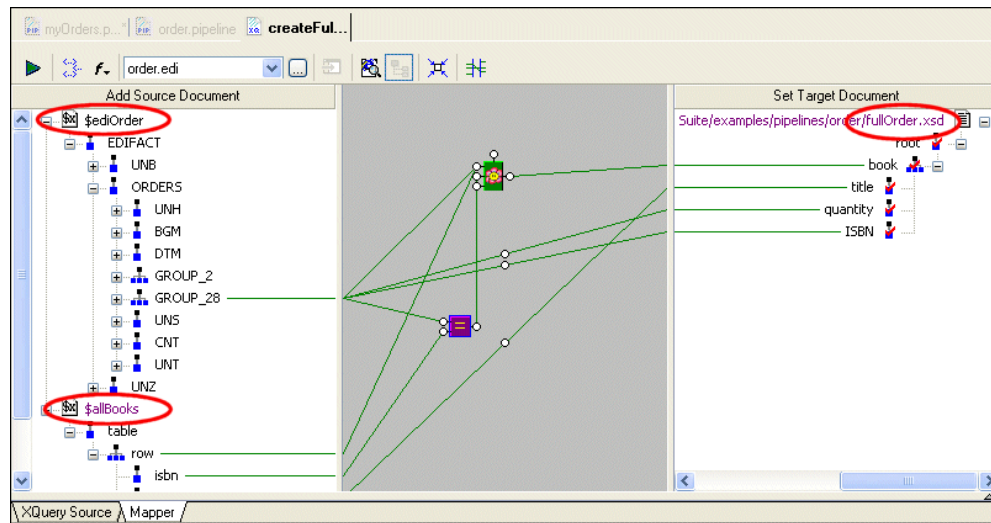 myOrders.p...* order.pipeline createFul...
order.edi
Add Source Document
$ediOrder
EDIFACT
UNB
ORDERS
UNH
BGM
DTM
GROUP_2
GROUP_28
UNS
CNT
UNT
UNZ
$allBooks
table
row
isbn
Set Target Document
Suite/examples/pipelines/order/fullOrder.xsd
root
book
title
quantity
ISBN
XQuery Source Mapper